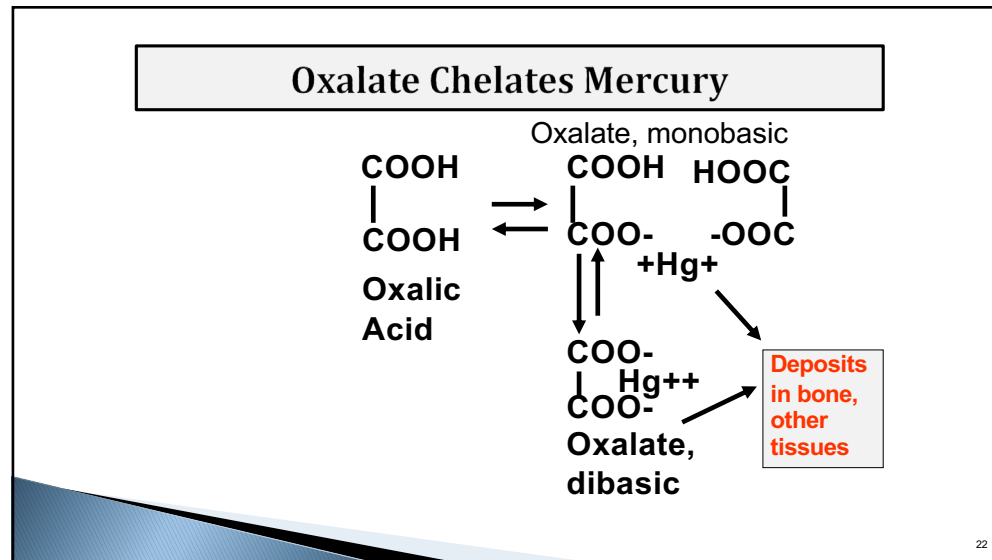 Oxalate Chelates Mercury
Oxalate, monobasic
COOH
COOH
Oxalic
Acid
COOH
COO-
HOOC
-OOC
+Hg+
COO-
Hg++
COO-
Oxalate,
dibasic
Deposits
in bone,
other
tissues
22